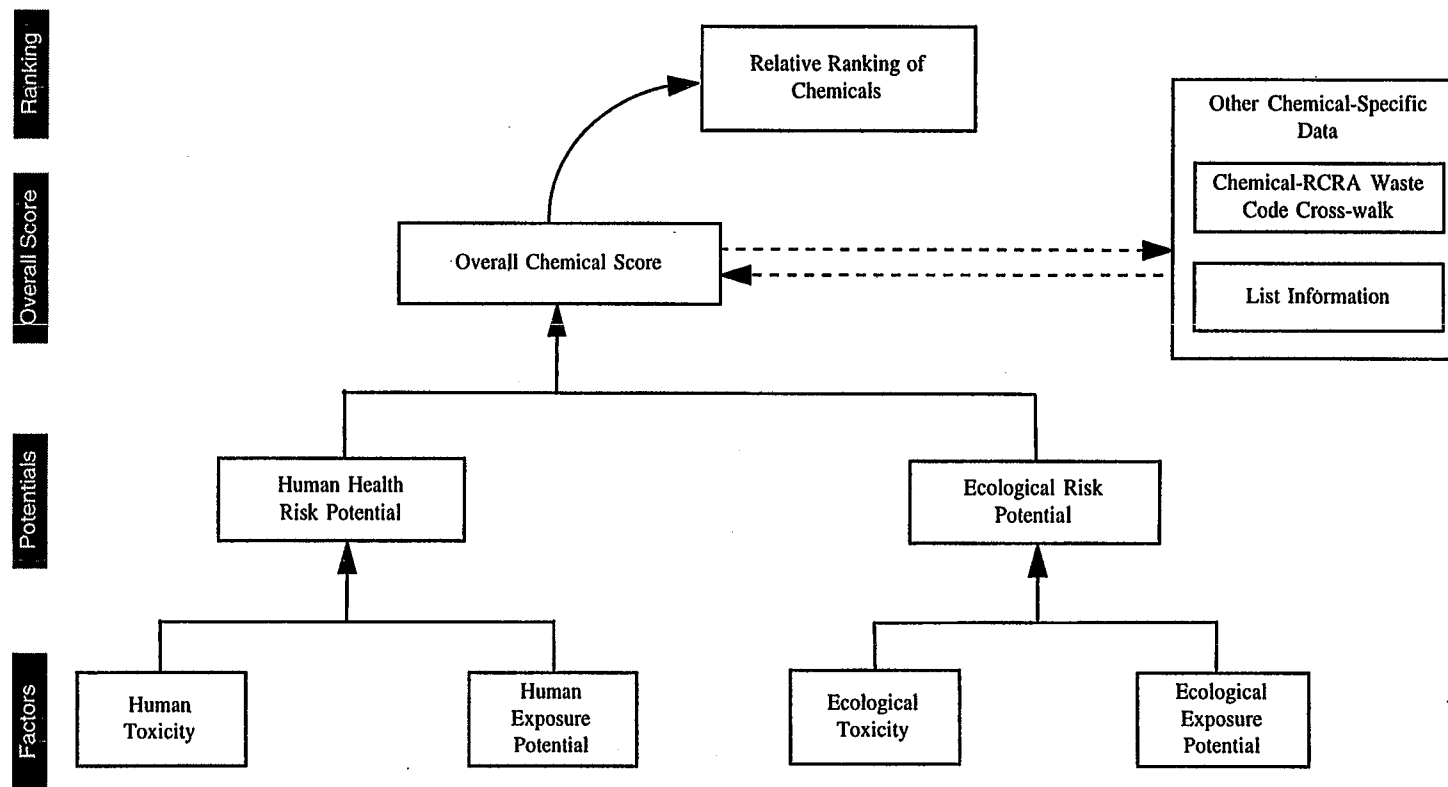 Ranking
Relative Ranking of
Chemicals
Other Chemical-Specific
Data
Chemical-RCRA Waste
Code Cross-walk
List Information
Overall Score
Overall Chemical Score
Potentials
Human Health
Risk Potential
Ecological Risk
Potential
Factors
Human
Toxicity
Human
Exposure
Potential
Ecological
Toxicity
Ecological
Exposure
Potential